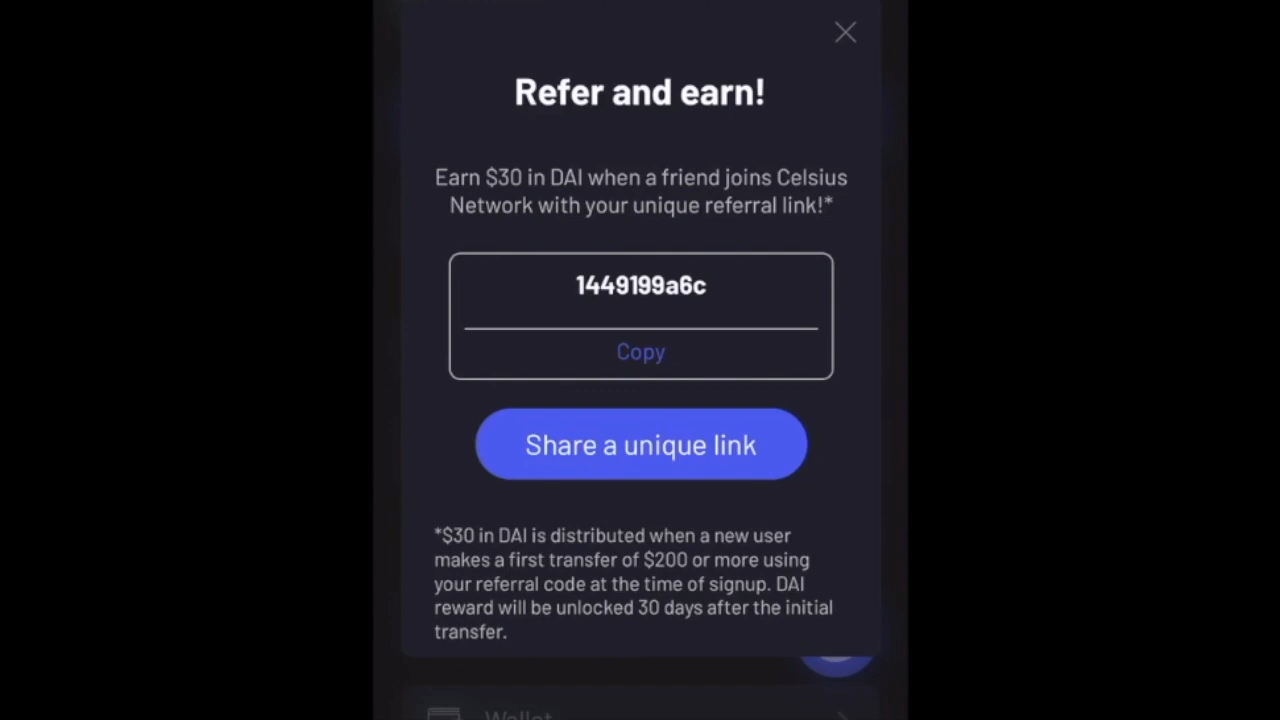 Refer and earn!
Earn $30 in DAI when a friend joins Celsius
Network with your unique referral link!*
1449199a6c
Copy
Share a unique link
*$30 in DAI is distributed when a new user
makes a first transfer of $200 or more using
your referral code at the time of signup. DAI
reward will be unlocked 30 days after the initial
transfer.
Wallet